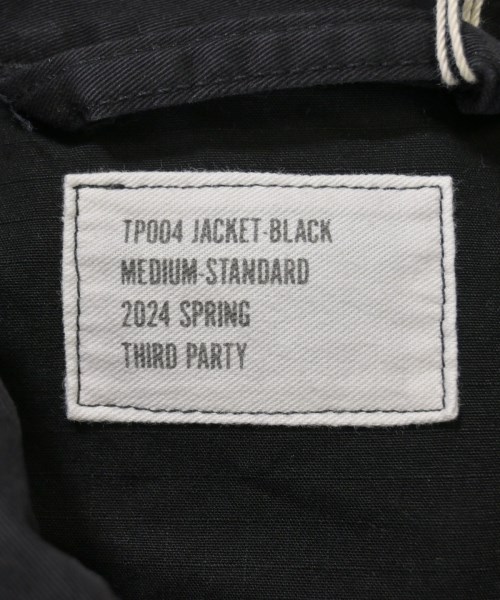 TP004 JACKET-BLACK
MEDIUM-STANDARD
2024 SPRING
THIRD PARTY